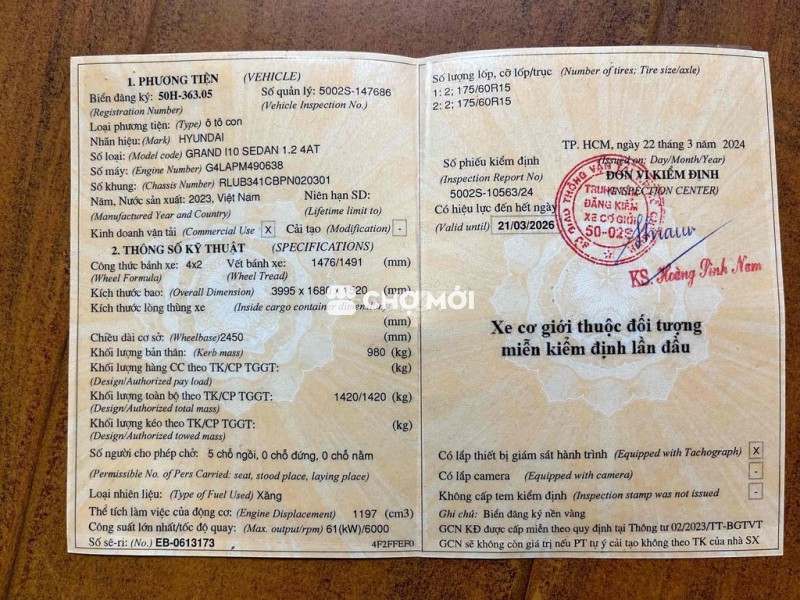 1. PHƯƠNG TIỆN (VEHICLE)
Biển đăng ký: 50H-363.05 Số quản lý: 5002S-147686
(Registration Number) (Vehicle Inspection No.)
Loại phương tiện: (Type) ô tô con
Nhãn hiệu: (Mark) HYUNDAI
Số loại: (Model code) GRAND I10 SEDAN 1.2 4AT
Số máy: (Engine Number) G4LAPM490638
Số khung: (Chassis Number) RLUB341CBPN020301
Năm, Nước sản xuất: 2023, Việt Nam Niên hạn SD:
(Manufactured Year and Country) (Lifetime limit to)
Kinh doanh vận tải (Commercial Use) X Cải tạo (Modification) -
2. THÔNG SỐ KỸ THUẬT (SPECIFICATIONS)
Công thức bánh xe: 4x2 Vết bánh xe: 1476/1491 (mm)
(Wheel Formula) (Wheel Tread)
Kích thước bao: (Overall Dimension) 3995 x 1680 x 1520 (mm)
Kích thước lòng thùng xe (Inside cargo container dimension)
(mm)
Chiều dài cơ sở: (Wheelbase) 2450 (mm)
Khối lượng bản thân: (Kerb mass) 980 (kg)
Khối lượng hàng CC theo TK/CP TGGT: (kg)
(Design/Authorized pay load)
Khối lượng toàn bộ theo TK/CP TGGT: 1420/1420 (kg)
(Design/Authorized total mass)
Khối lượng kéo theo TK/CP TGGT: (kg)
(Design/Authorized towed mass)
Số người cho phép chở: 5 chỗ ngồi, 0 chỗ đứng, 0 chỗ nằm
(Permissible No. of Pers Carried: seat, stood place, laying place)
Loại nhiên liệu: (Type of Fuel Used) Xăng
Thể tích làm việc của động cơ: (Engine Displacement) 1197 (cm3)
Công suất lớn nhất/tốc độ quay: (Max. output/rpm) 61(kW)/6000
Số sê-ri: (No.) EB-0613173 4F2FFEF0
Số lượng lốp, cỡ lốp/trục (Number of tires; Tire size/axle)
1: 2; 175/60R15
2: 2; 175/60R15
TP. HCM, ngày 22 tháng 3 năm 2024
Số phiếu kiểm định (Issued on: Day/Month/Year)
(Inspection Report No) ĐƠN VỊ KIỂM ĐỊNH
5002S-10563/24 (INSPECTION CENTER)
Có hiệu lực đến hết ngày
(Valid until) 21/03/2026
TRUNG TÂM
ĐĂNG KIỂM
XE CƠ GIỚI
50-02S
KS. Hoàng Đình Nam
CHỢ MỚI
Xe cơ giới thuộc đối tượng
miễn kiểm định lần đầu
Có lắp thiết bị giám sát hành trình (Equipped with Tachograph) X
Có lắp camera (Equipped with camera) -
Không cấp tem kiểm định (Inspection stamp was not issued -
Ghi chú: Biển đăng ký nền vàng
GCN KĐ được cấp miễn theo quy định tại Thông tư 02/2023/TT-BGTVT
GCN sẽ không còn giá trị nếu PT tự ý cải tạo không theo TK của nhà SX